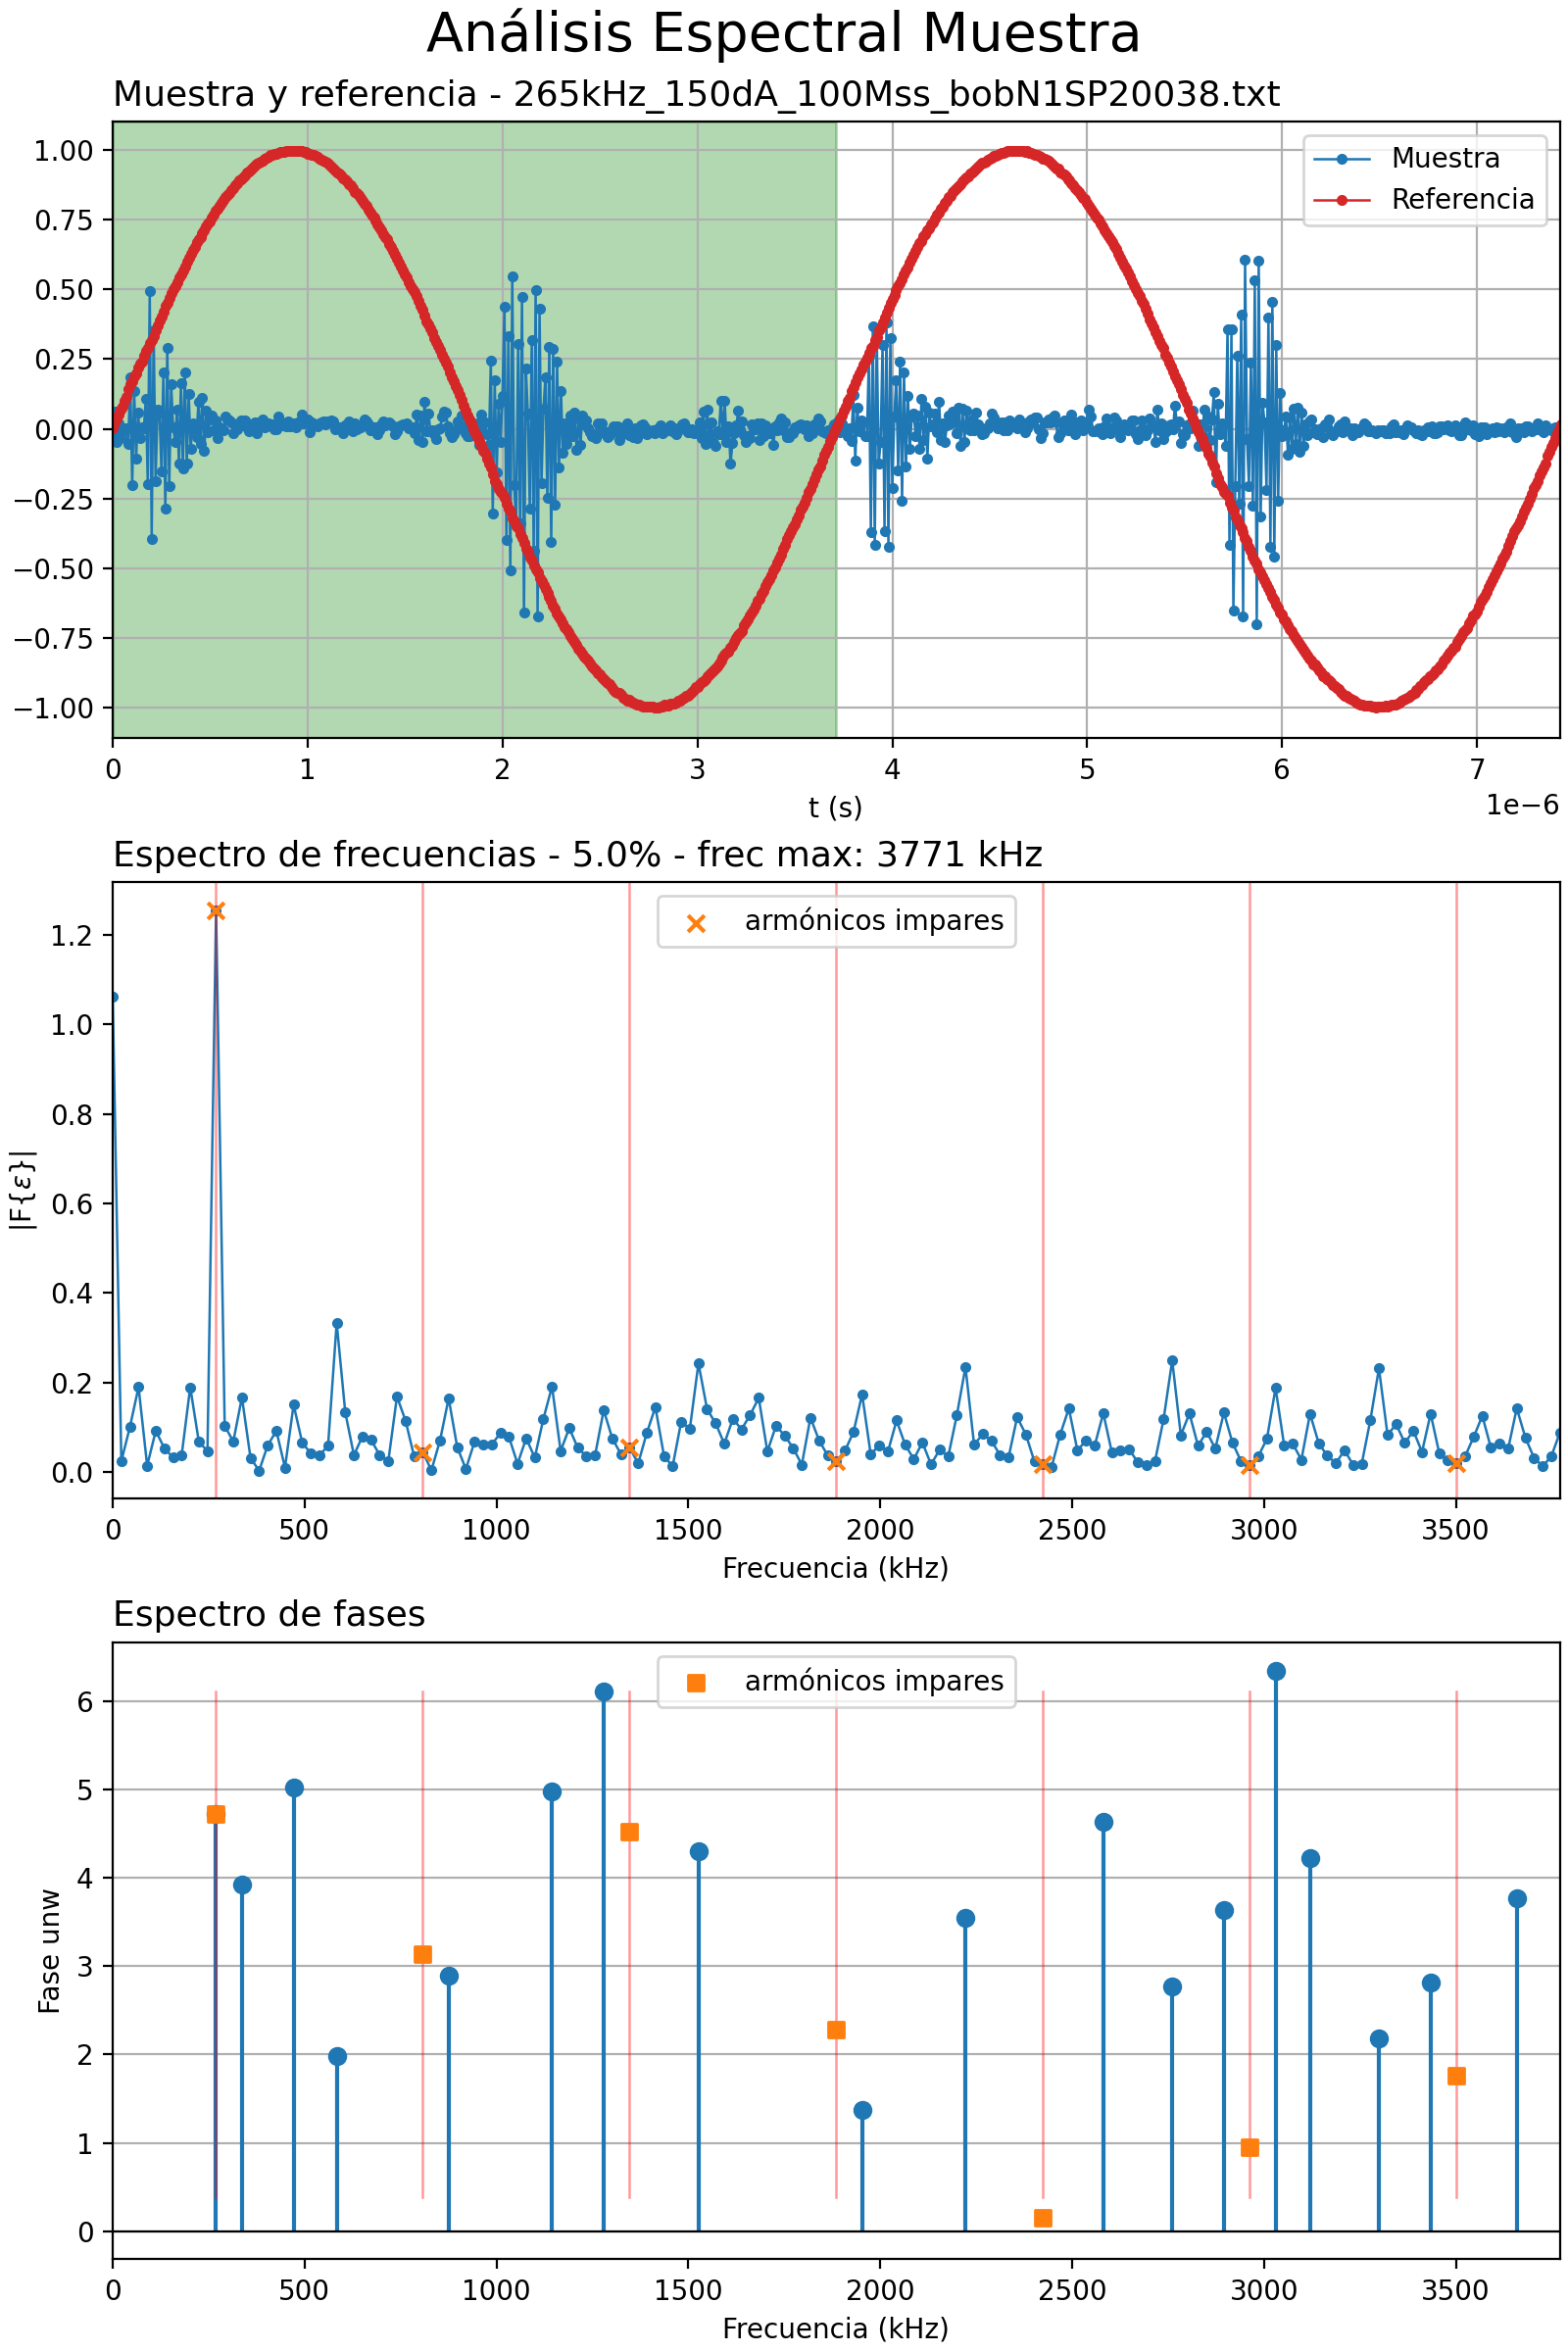 Análisis Espectral Muestra
Muestra y referencia - 265kHz_150dA_100Mss_bobN1SP20038.txt
1.00
0.75
0.50
0.25
0.00
−0.25
−0.50
−0.75
−1.00
Muestra
Referencia
0 1 2 3 4 5 6 7
t (s)
1e−6
Espectro de frecuencias - 5.0% - frec max: 3771 kHz
armónicos impares
1.2
1.0
0.8
0.6
0.4
0.2
0.0
|F{ε}|
0 500 1000 1500 2000 2500 3000 3500
Frecuencia (kHz)
Espectro de fases
armónicos impares
6
5
4
3
2
1
0
Fase unw
0 500 1000 1500 2000 2500 3000 3500
Frecuencia (kHz)